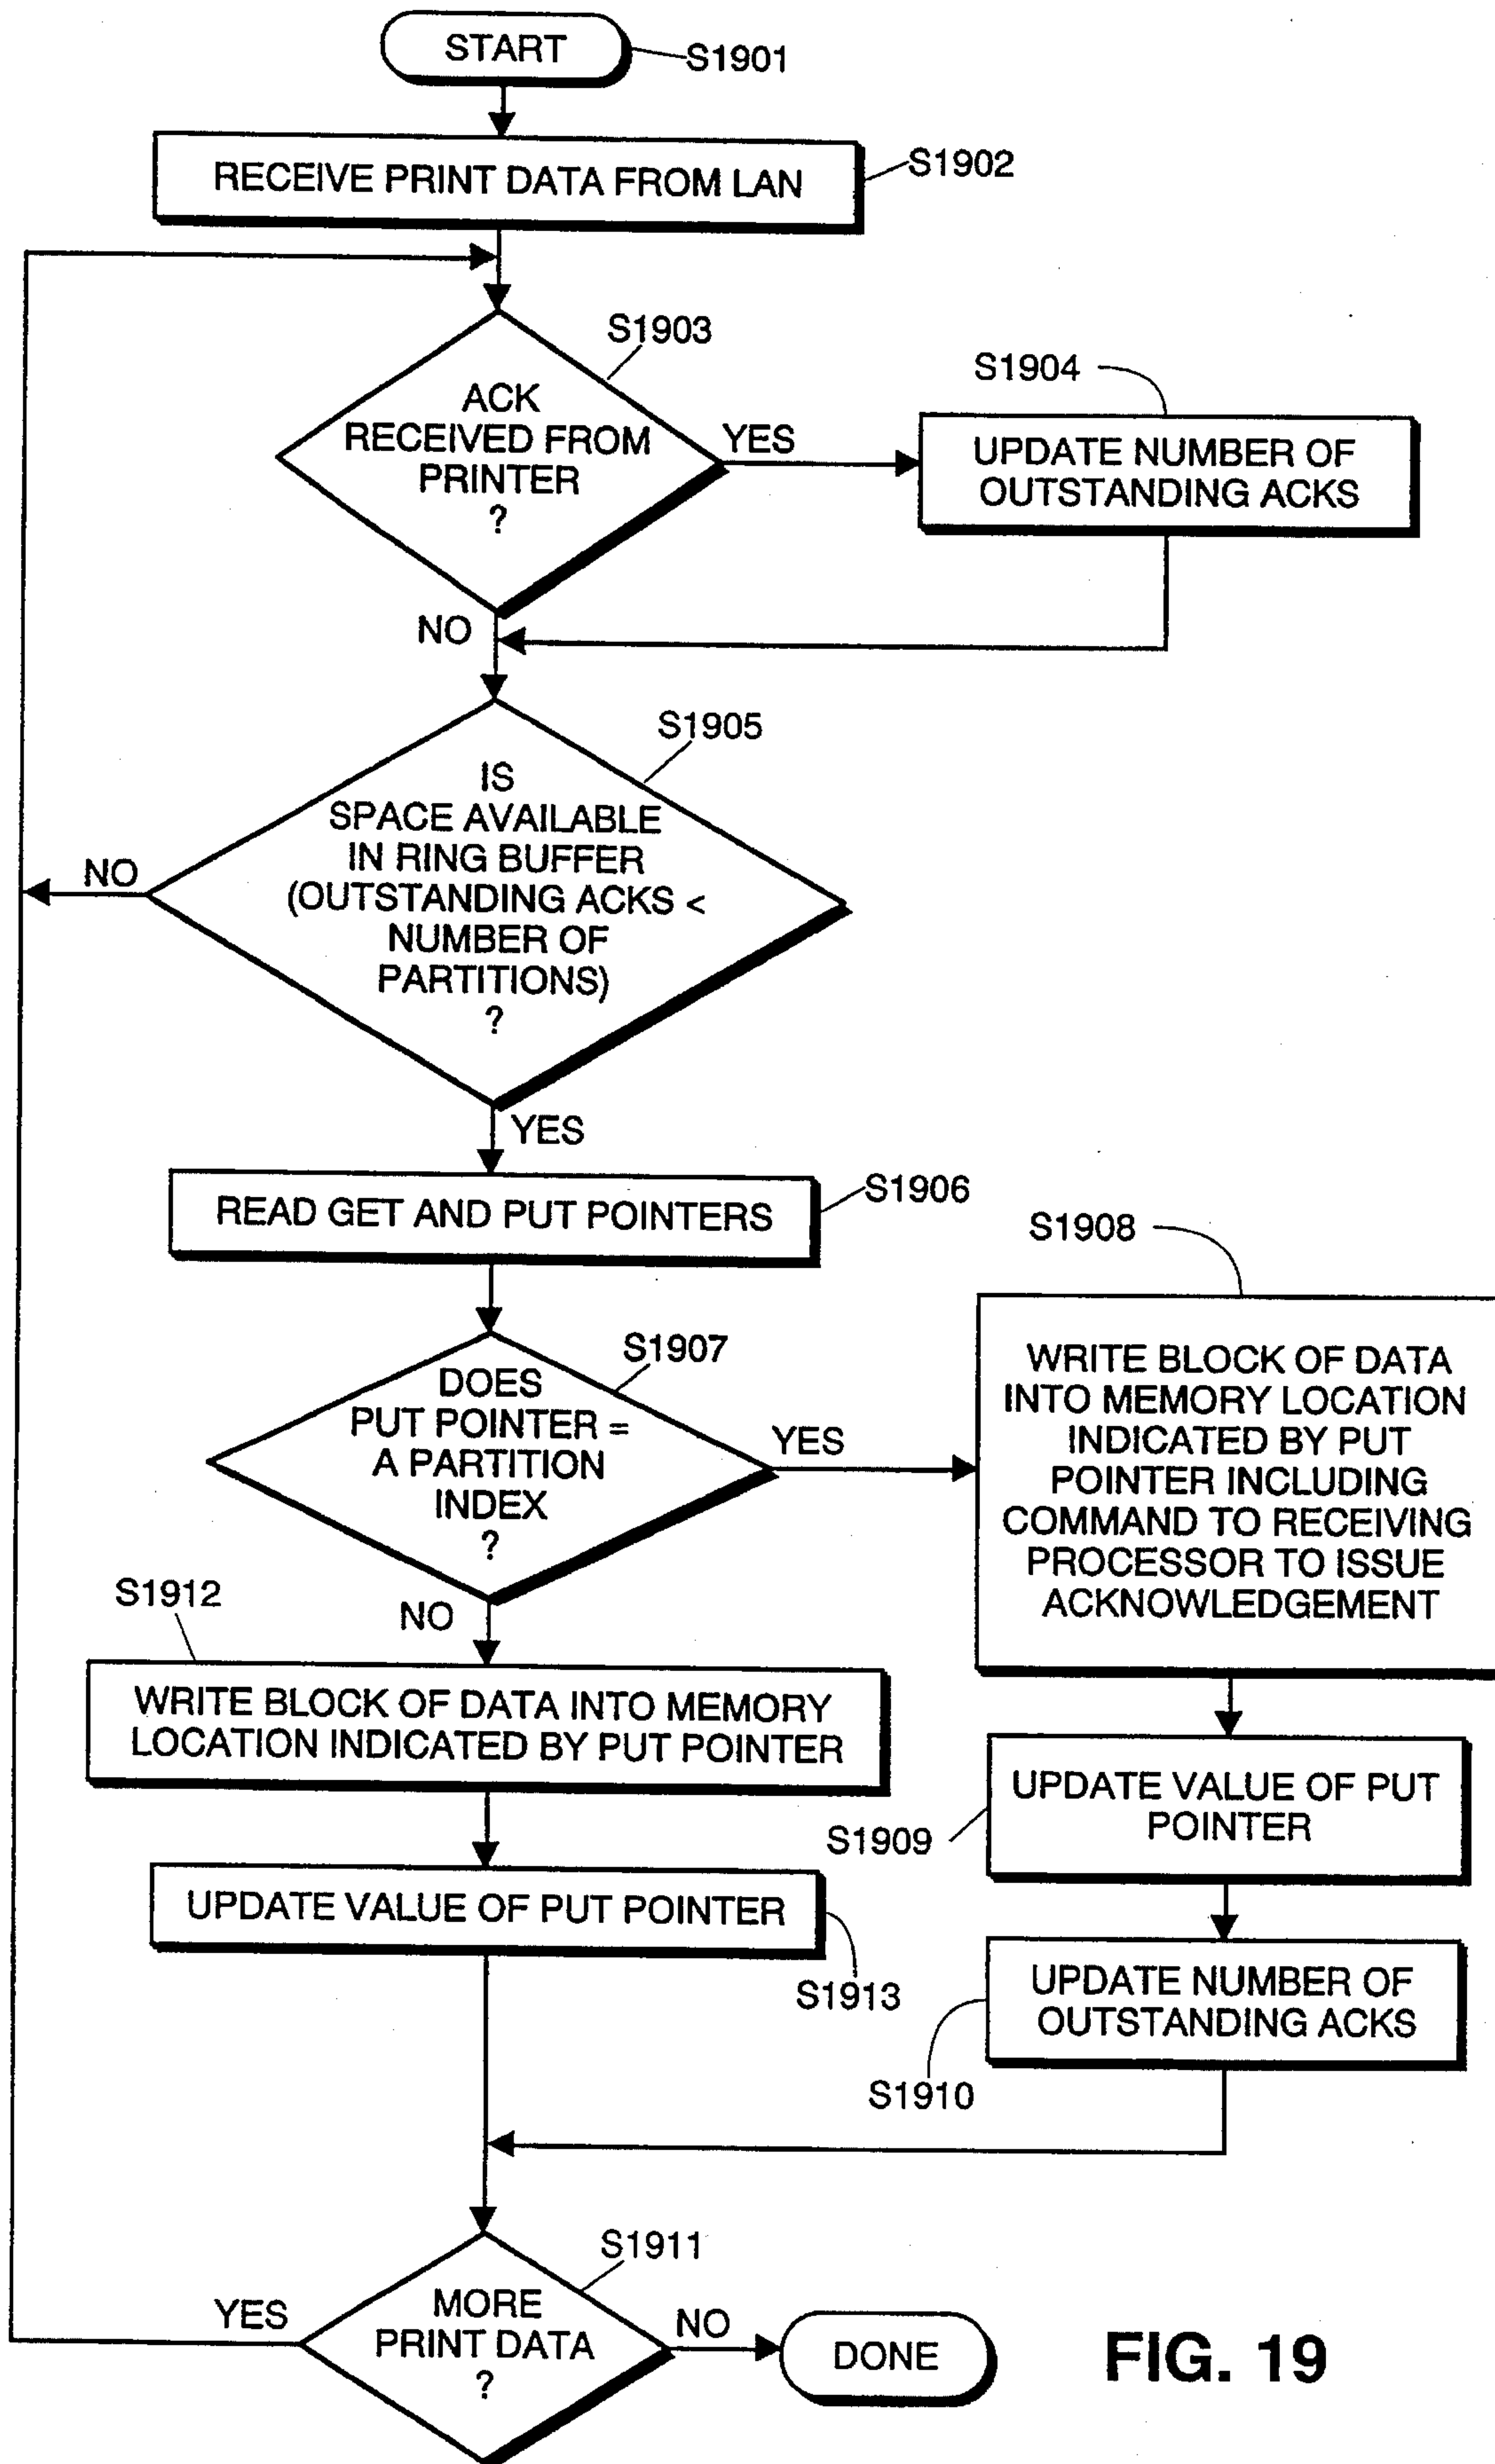 START
S1901
RECEIVE PRINT DATA FROM LAN
S1902
S1903
ACK
RECEIVED FROM
PRINTER
?
YES
NO
S1904
UPDATE NUMBER OF
OUTSTANDING ACKS
S1905
IS
SPACE AVAILABLE
IN RING BUFFER
(OUTSTANDING ACKS <
NUMBER OF
PARTITIONS)
?
NO
YES
READ GET AND PUT POINTERS
S1906
S1907
DOES
PUT POINTER =
A PARTITION
INDEX
?
YES
NO
S1908
WRITE BLOCK OF DATA
INTO MEMORY LOCATION
INDICATED BY PUT
POINTER INCLUDING
COMMAND TO RECEIVING
PROCESSOR TO ISSUE
ACKNOWLEDGEMENT
S1912
WRITE BLOCK OF DATA INTO MEMORY
LOCATION INDICATED BY PUT POINTER
UPDATE VALUE OF PUT
POINTER
S1909
UPDATE VALUE OF PUT POINTER
S1913
UPDATE NUMBER OF
OUTSTANDING ACKS
S1910
S1911
MORE
PRINT DATA
?
YES
NO
DONE
FIG. 19